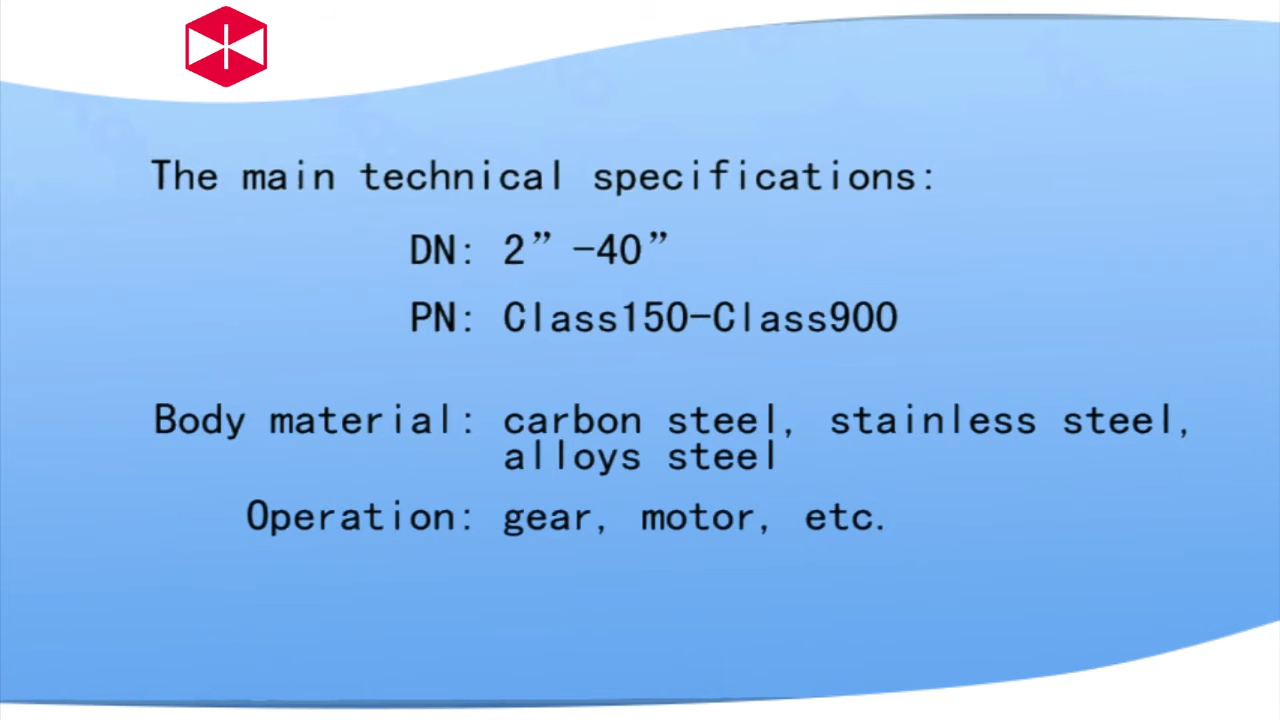 The main technical specifications:
DN: 2”-40”
PN: Class150-Class900
Body material: carbon steel, stainless steel,
alloys steel
Operation: gear, motor, etc.